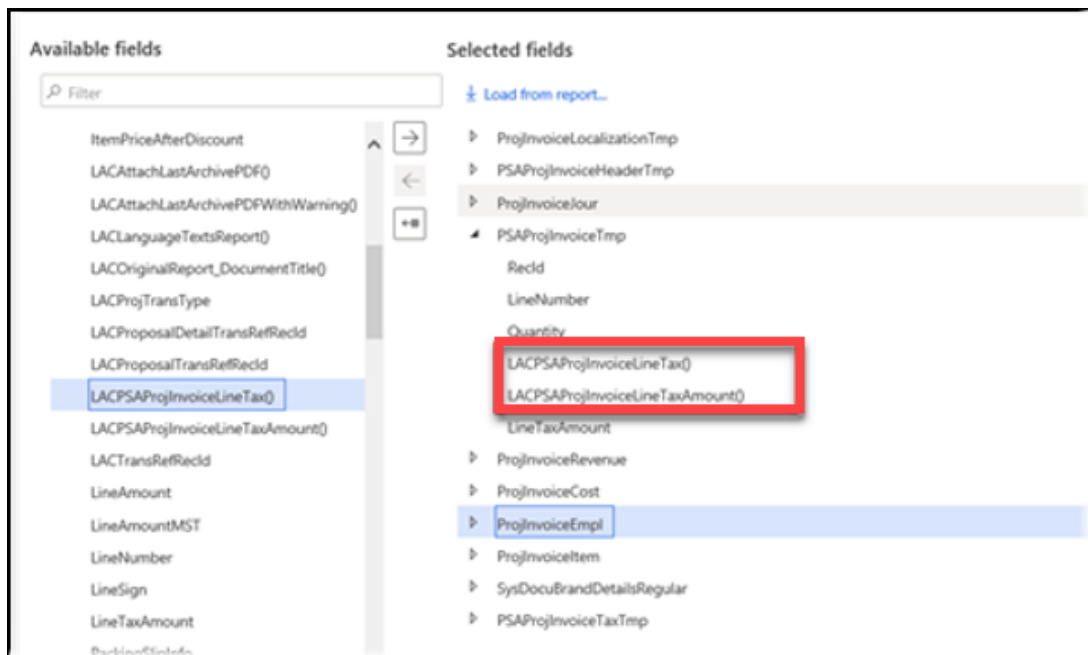 Available fields
Filter
ItemPriceAfterDiscount
LACAttachLastArchivePDF()
LACAttachLastArchivePDFWithWarning()
LACLanguageTextsReport()
LACOriginalReport_DocumentTitle()
LACProjTransType
LACProposalDetailTransRefRecId
LACProposalTransRefRecId
LACPSAProjInvoiceLineTax()
LACPSAProjInvoiceLineTaxAmount()
LACTransRefRecId
LineAmount
LineAmountMST
LineNumber
LineSign
LineTaxAmount
PackingSlipInfo
Selected fields
Load from report...
ProjInvoiceLocalizationTmp
PSAProjInvoiceHeaderTmp
ProjInvoiceJour
PSAProjInvoiceTmp
RecId
LineNumber
Quantity
LACPSAProjInvoiceLineTax()
LACPSAProjInvoiceLineTaxAmount()
LineTaxAmount
ProjInvoiceRevenue
ProjInvoiceCost
ProjInvoiceEmpl
ProjInvoiceItem
SysDocuBrandDetailsRegular
PSAProjInvoiceTaxTmp